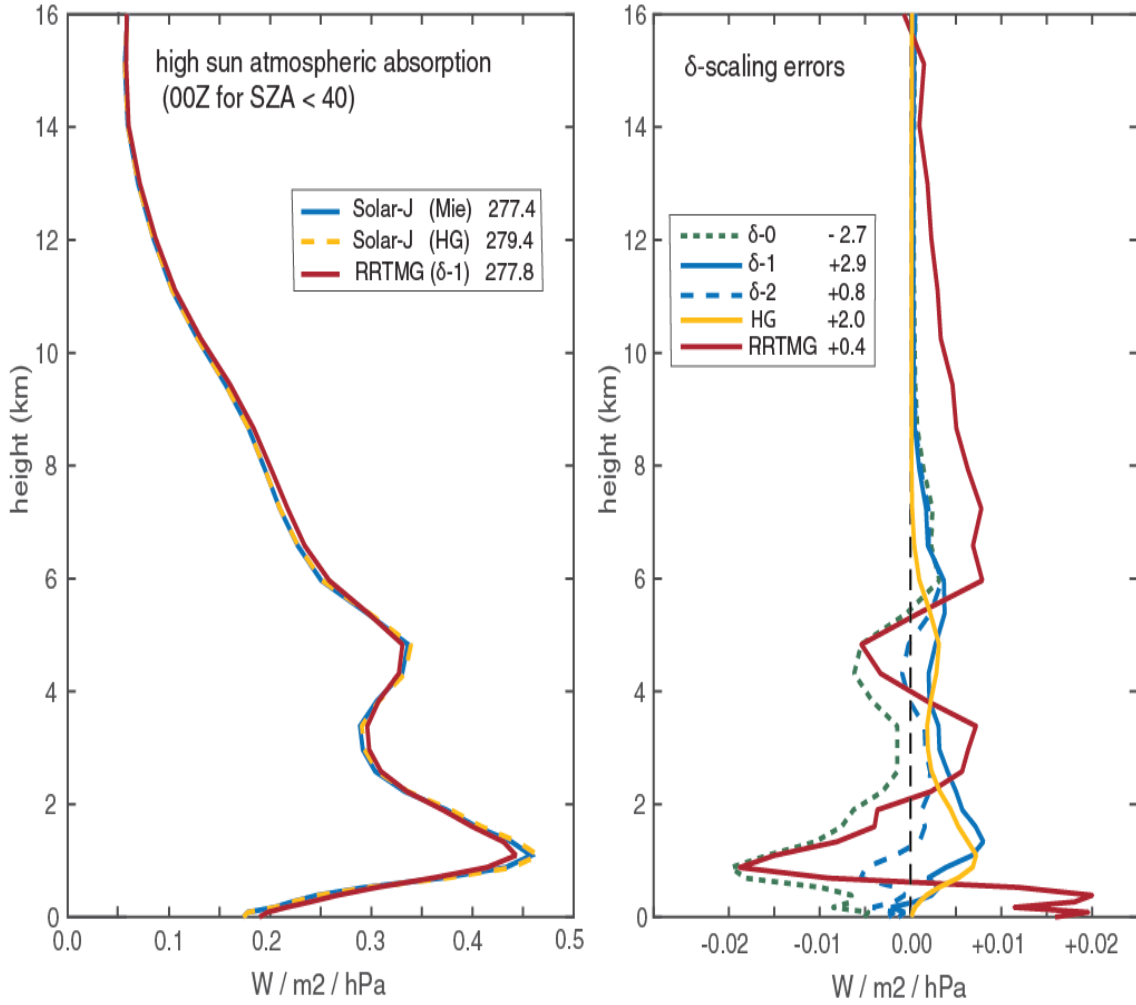 high sun atmospheric absorption
(00Z for SZA < 40)
Solar-J (Mie) 277.4
Solar-J (HG) 279.4
RRTMG (δ-1) 277.8
16
14
12
10
8
6
4
2
0
height (km)
0.0 0.1 0.2 0.3 0.4 0.5
W / m2 / hPa
δ-scaling errors
δ-0 - 2.7
δ-1 +2.9
δ-2 +0.8
HG +2.0
RRTMG +0.4
16
14
12
10
8
6
4
2
0
height (km)
-0.02 -0.01 0.00 +0.01 +0.02
W / m2 / hPa